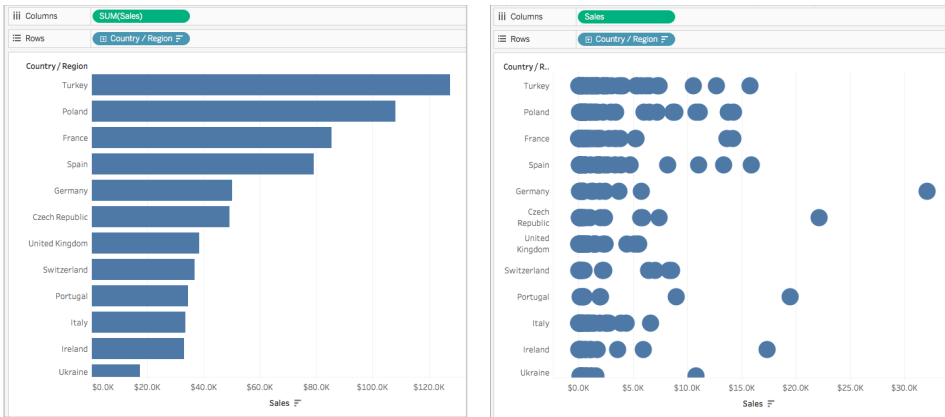 Columns
SUM(Sales)
Rows
Country / Region
Country / Region
Turkey
Poland
France
Spain
Germany
Czech Republic
United Kingdom
Switzerland
Portugal
Italy
Ireland
Ukraine
$0.0K $20.0K $40.0K $60.0K $80.0K $100.0K $120.0K
Sales
Columns
Sales
Rows
Country / Region
Country / R..
Turkey
Poland
France
Spain
Germany
Czech
Republic
United
Kingdom
Switzerland
Portugal
Italy
Ireland
Ukraine
$0.0K $5.0K $10.0K $15.0K $20.0K $25.0K $30.0K
Sales